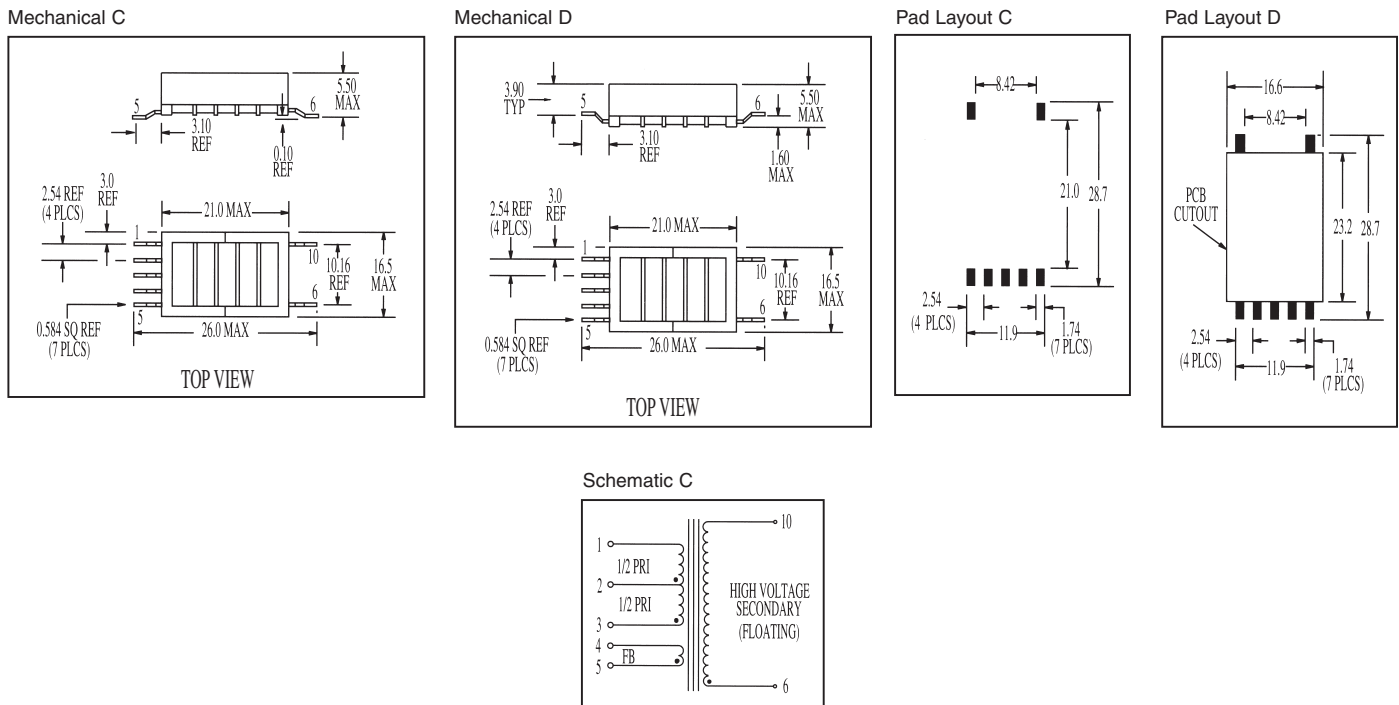 Mechanical C
5
6
5.50
MAX
3.10
REF
0.10
REF
2.54 REF
(4 PLCS)
3.0
REF
21.0 MAX
1
10
10.16
REF
16.5
MAX
6
0.584 SQ REF
(7 PLCS)
5
26.0 MAX
TOP VIEW
Mechanical D
3.90
TYP
5
6
5.50
MAX
3.10
REF
1.60
MAX
2.54 REF
(4 PLCS)
3.0
REF
21.0 MAX
1
10
10.16
REF
16.5
MAX
6
0.584 SQ REF
(7 PLCS)
5
26.0 MAX
TOP VIEW
Pad Layout C
8.42
21.0
28.7
2.54
(4 PLCS)
11.9
1.74
(7 PLCS)
Pad Layout D
16.6
8.42
PCB
CUTOUT
23.2
28.7
2.54
(4 PLCS)
11.9
1.74
(7 PLCS)
Schematic C
1
1/2 PRI
2
1/2 PRI
3
4
FB
5
10
HIGH VOLTAGE
SECONDARY
(FLOATING)
6